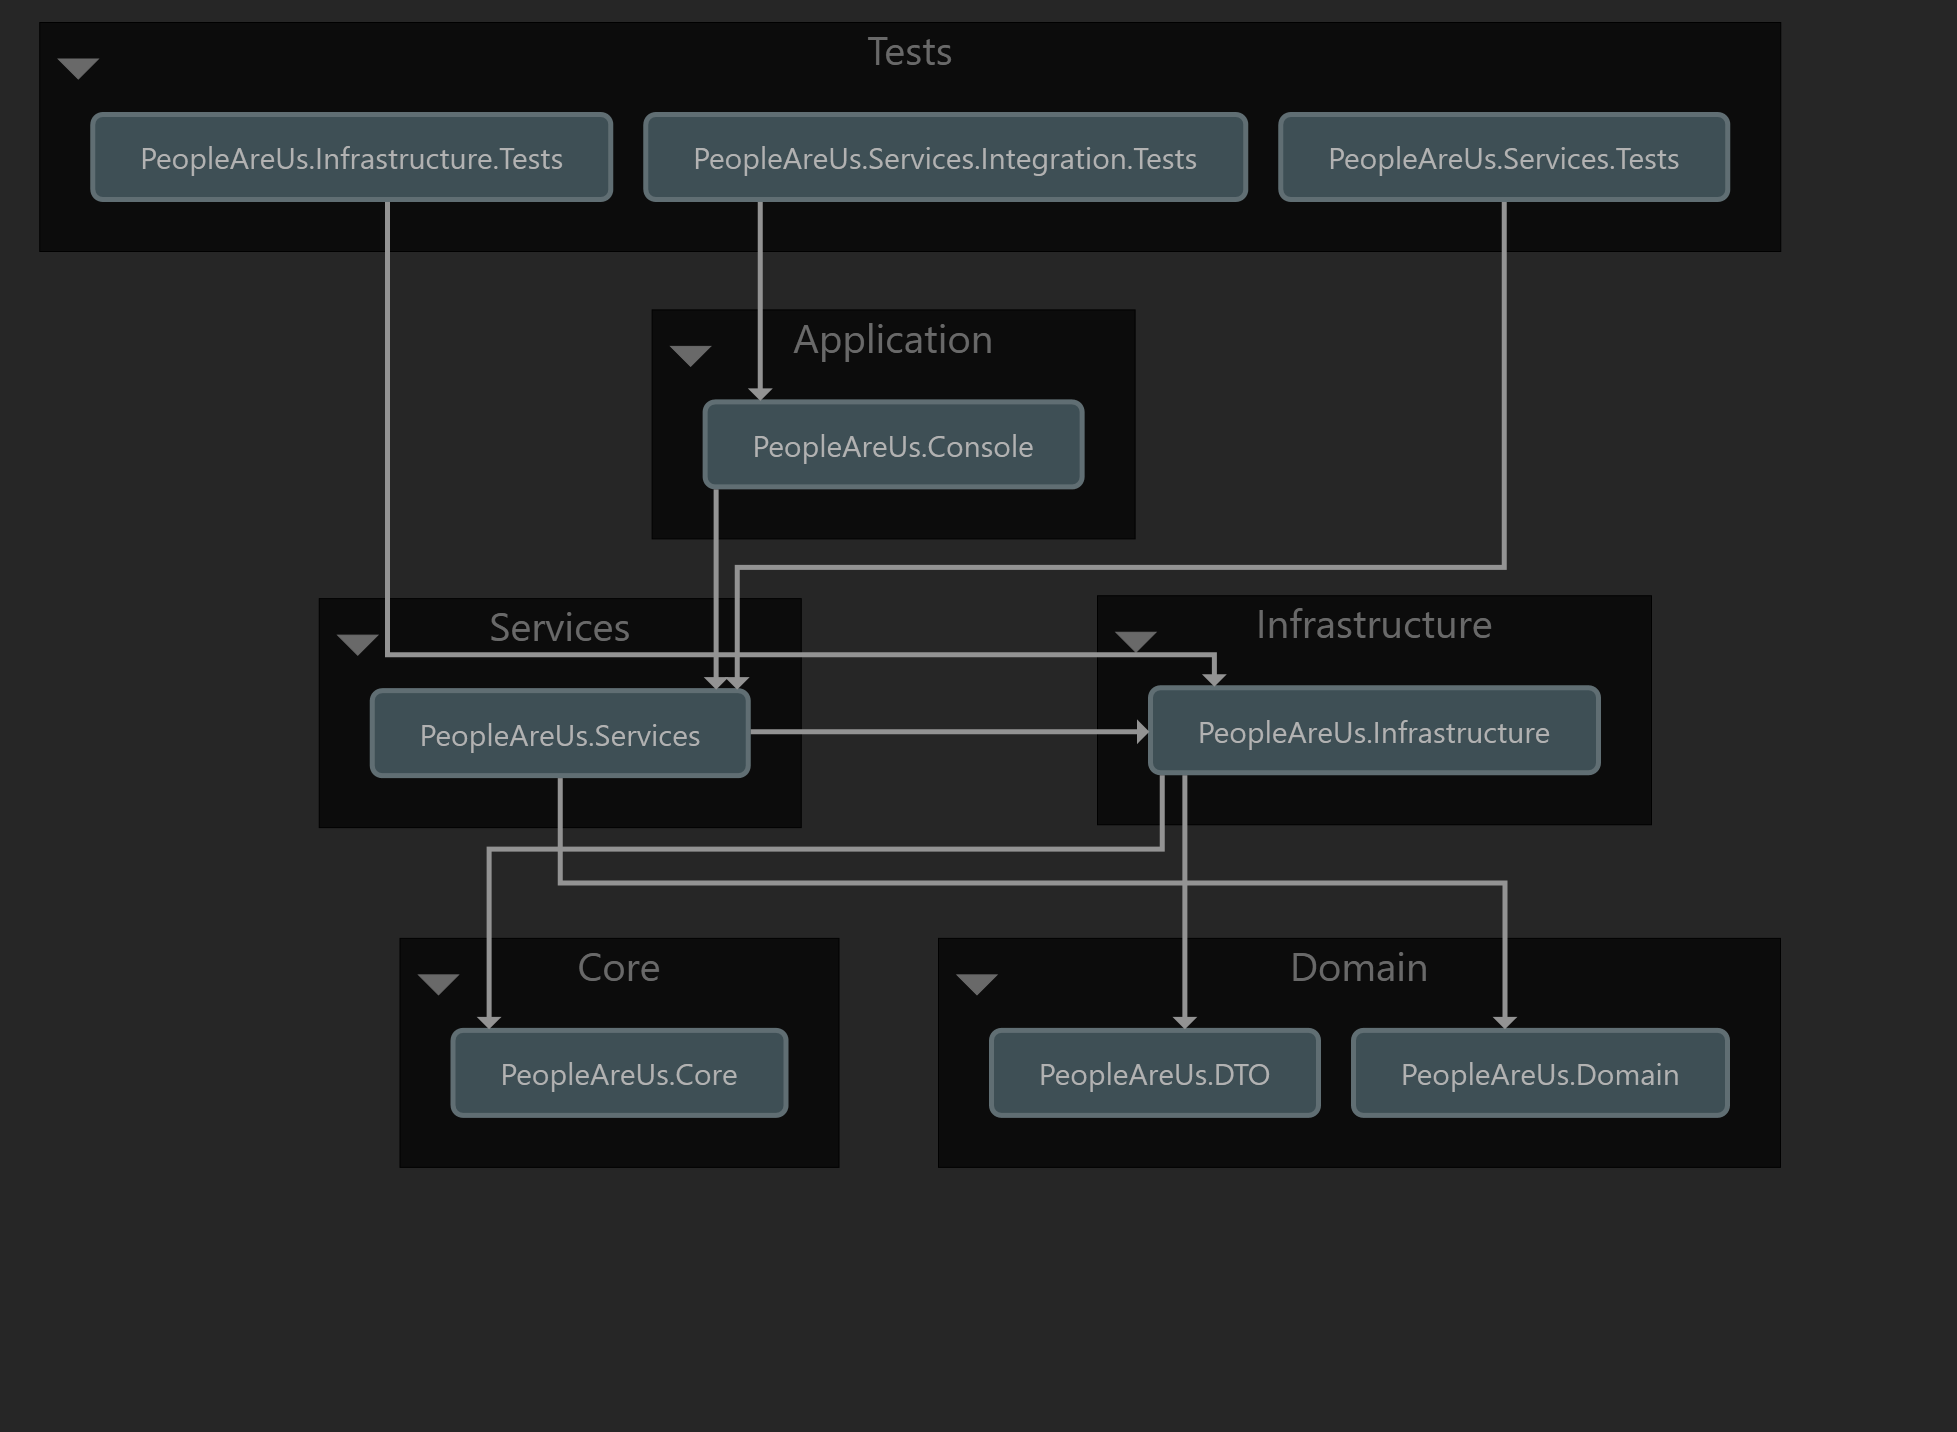 Tests
PeopleAreUs.Infrastructure.Tests
PeopleAreUs.Services.Integration.Tests
PeopleAreUs.Services.Tests
Application
PeopleAreUs.Console
Services
PeopleAreUs.Services
Infrastructure
PeopleAreUs.Infrastructure
Core
PeopleAreUs.Core
Domain
PeopleAreUs.DTO
PeopleAreUs.Domain